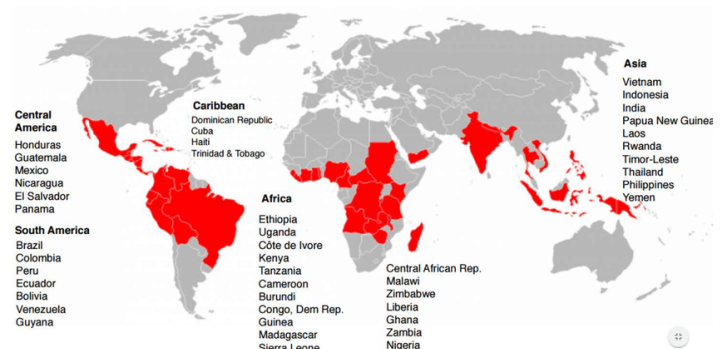 Central
America
Honduras
Guatemala
Mexico
Nicaragua
El Salvador
Panama
South America
Brazil
Colombia
Peru
Ecuador
Bolivia
Venezuela
Guyana
Caribbean
Dominican Republic
Cuba
Haiti
Trinidad & Tobago
Africa
Ethiopia
Uganda
Côte de Ivore
Kenya
Tanzania
Cameroon
Burundi
Congo, Dem Rep.
Guinea
Madagascar
Sierra Leone
Central African Rep.
Malawi
Zimbabwe
Liberia
Ghana
Zambia
Nigeria
Asia
Vietnam
Indonesia
India
Papua New Guinea
Laos
Rwanda
Timor-Leste
Thailand
Philippines
Yemen